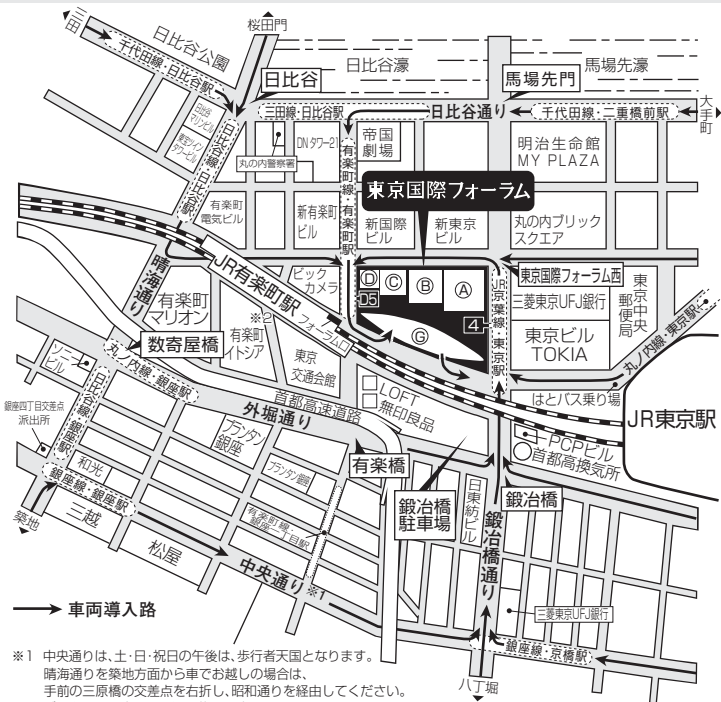 三田
桜田門
日比谷公園
千代田線・日比谷駅
日比谷
日比谷濠
馬場先門
馬場先濠
大手町
三田線・日比谷駅
日比谷通り
千代田線・二重橋前駅
日比谷線・日比谷駅
丸の内警察署
DNタワー21
有楽町線・有楽町駅
帝国
劇場
明治生命館
MY PLAZA
東京国際フォーラム
有楽町
電気ビル
新有楽町
ビル
新国際
ビル
新東京
ビル
丸の内ブリック
スクエア
晴海通り
JR有楽町駅
フォーラム口
ビック
カメラ
D
C
B
A
D5
G
4
JR京葉線・東京駅
東京国際フォーラム西
三菱東京UFJ銀行
東京中央
郵便局
東京ビル
TOKIA
丸ノ内線・東京駅
はとバス乗り場
JR東京駅
有楽町
マリオン
※2
有楽町
イトシア
東京
交通会館
数寄屋橋
ソニー
ビル
丸ノ内線・銀座駅
日比谷線・銀座駅
銀座四丁目交差点
派出所
首都高速道路
外堀通り
LOFT
無印良品
PCPビル
首都高換気所
プランタン
銀座
プランタン銀座
有楽橋
鍛冶橋
駐車場
日東紡ビル
鍛冶橋
鍛冶橋通り
和光
銀座線・銀座駅
三越
築地
松屋
有楽町線・
銀座一丁目駅
中央通り※1
三菱東京UFJ銀行
銀座線・京橋駅
八丁堀
車両導入路
※1 中央通りは、土・日・祝日の午後は、歩行者天国となります。
晴海通りを築地方面から車でお越しの場合は、
手前の三原橋の交差点を右折し、昭和通りを経由してください。